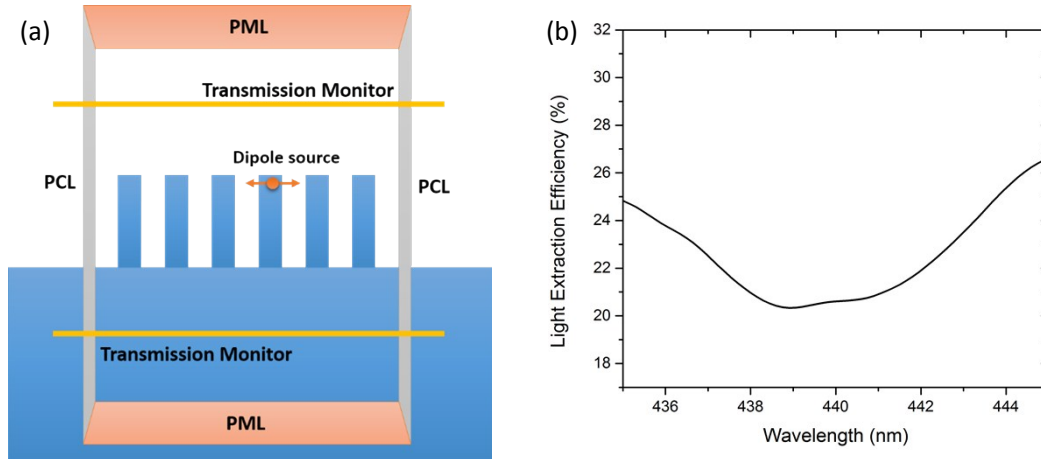 (a)
PML
Transmission Monitor
Dipole source
PCL
PCL
Transmission Monitor
PML
(b)
Light Extraction Efficiency (%)
32
30
28
26
24
22
20
18
436 438 440 442 444
Wavelength (nm)